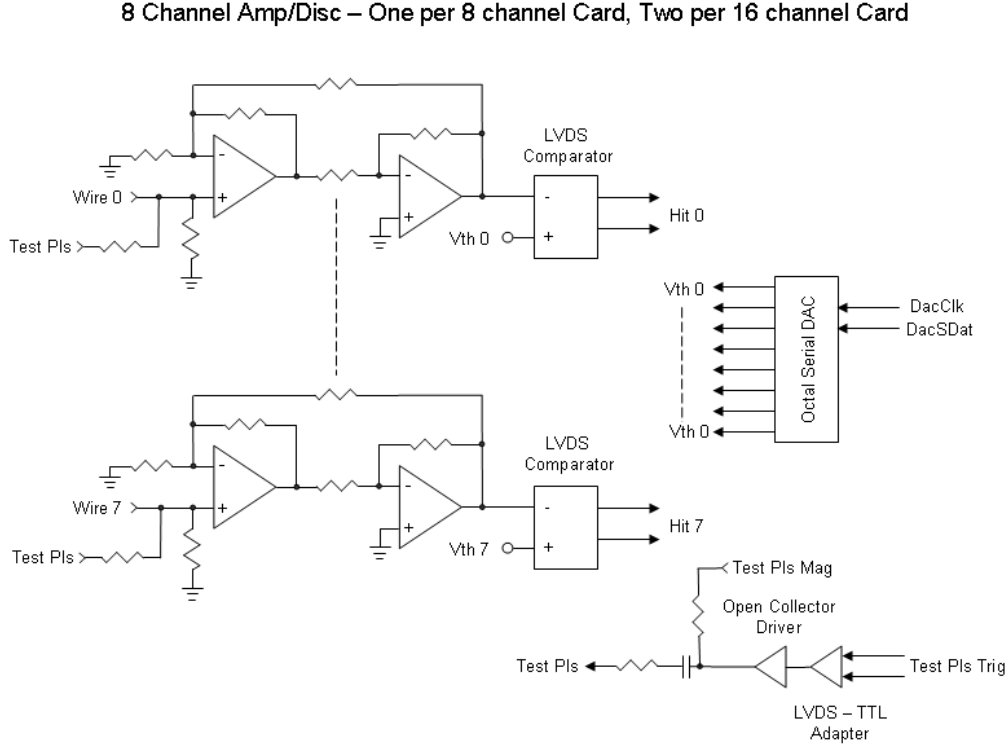 8 Channel Amp/Disc – One per 8 channel Card, Two per 16 channel Card
LVDS
Comparator
-
-
-
Wire 0
+
Hit 0
+
Test Pls
Vth 0
+
Vth 0
DacClk
DacSDat
Octal Serial DAC
Vth 0
LVDS
Comparator
-
-
-
Wire 7
+
Hit 7
+
Test Pls
Vth 7
+
Test Pls Mag
Open Collector
Driver
Test Pls
Test Pls Trig
LVDS – TTL
Adapter